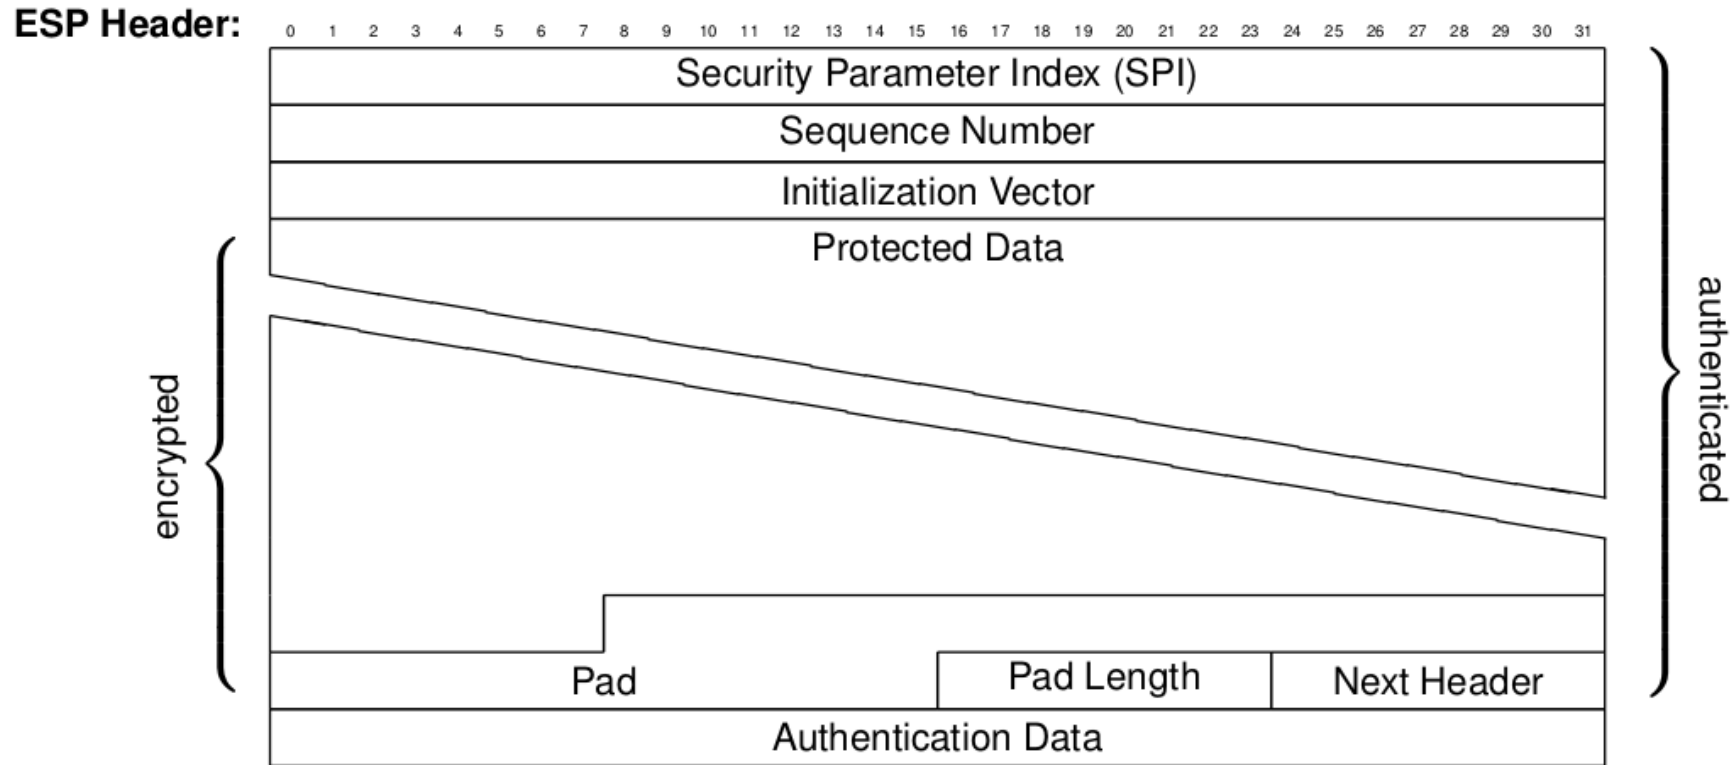 ESP Header: 0 1 2 3 4 5 6 7 8 9 10 11 12 13 14 15 16 17 18 19 20 21 22 23 24 25 26 27 28 29 30 31
Security Parameter Index (SPI)
Sequence Number
Initialization Vector
Protected Data
encrypted
authenticated
Pad Pad Length Next Header
Authentication Data